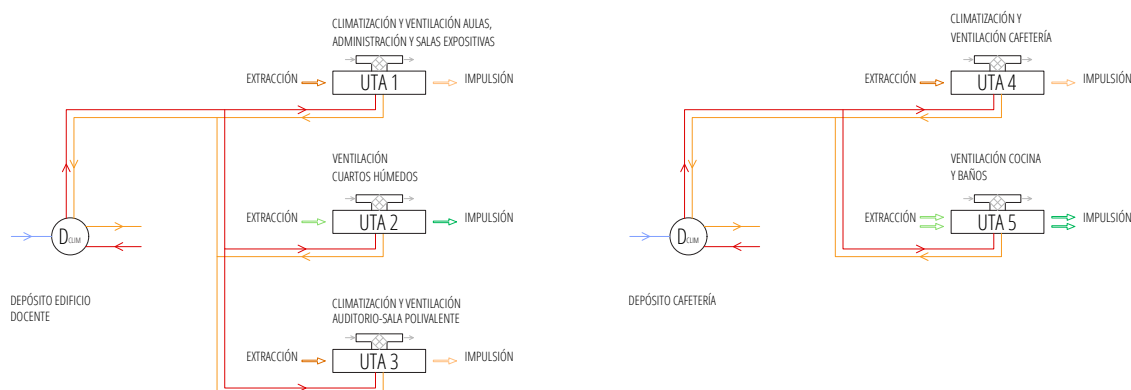 CLIMATIZACIÓN Y VENTILACIÓN AULAS,
ADMINISTRACIÓN Y SALAS EXPOSITIVAS
EXTRACCIÓN
UTA 1
IMPULSIÓN
VENTILACIÓN
CUARTOS HÚMEDOS
EXTRACCIÓN
UTA 2
IMPULSIÓN
DCLIM
DEPÓSITO EDIFICIO
DOCENTE
CLIMATIZACIÓN Y VENTILACIÓN
AUDITORIO-SALA POLIVALENTE
EXTRACCIÓN
UTA 3
IMPULSIÓN
CLIMATIZACIÓN Y
VENTILACIÓN CAFETERÍA
EXTRACCIÓN
UTA 4
IMPULSIÓN
VENTILACIÓN COCINA
Y BAÑOS
EXTRACCIÓN
UTA 5
IMPULSIÓN
DCLIM
DEPÓSITO CAFETERÍA